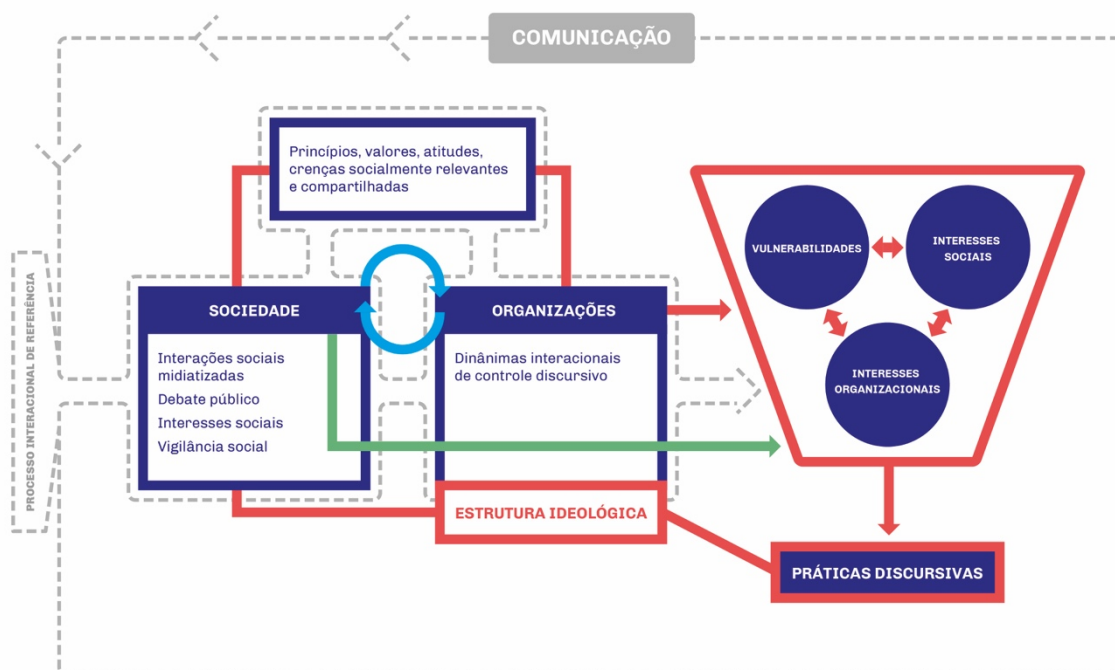 COMUNICAÇÃO
Princípios, valores, atitudes,
crenças socialmente relevantes
e compartilhadas
PROCESSO INTERACIONAL DE REFERÊNCIA
SOCIEDADE
Interações sociais
midiatizadas
Debate público
Interesses sociais
Vigilância social
ORGANIZAÇÕES
Dinânimas interacionais
de controle discursivo
ESTRUTURA IDEOLÓGICA
VULNERABILIDADES
INTERESSES
SOCIAIS
INTERESSES
ORGANIZACIONAIS
PRÁTICAS DISCURSIVAS